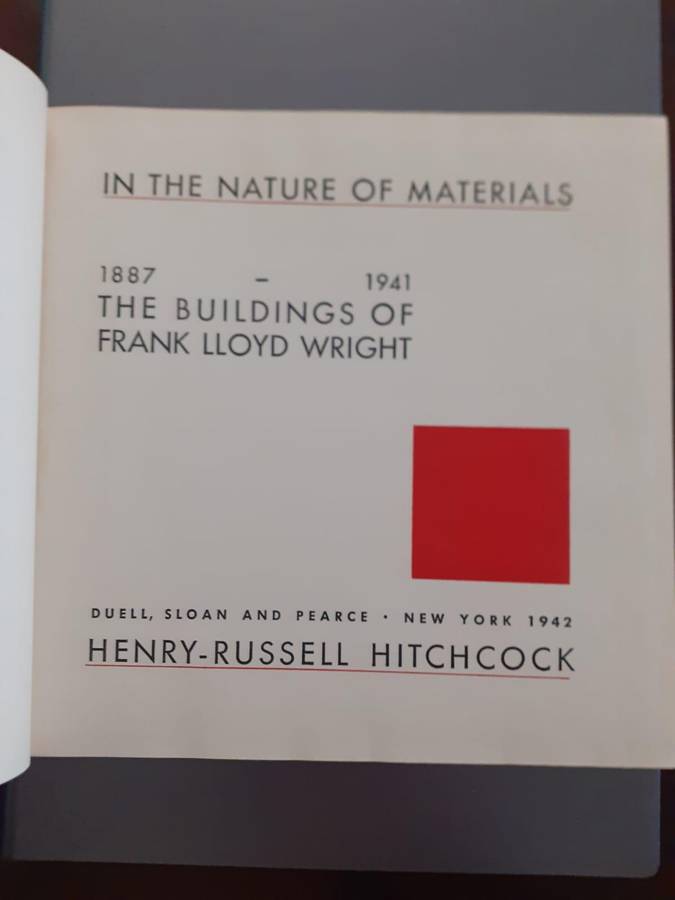 IN THE NATURE OF MATERIALS
1887 – 1941
THE BUILDINGS OF
FRANK LLOYD WRIGHT
DUELL, SLOAN AND PEARCE · NEW YORK 1942
HENRY-RUSSELL HITCHCOCK